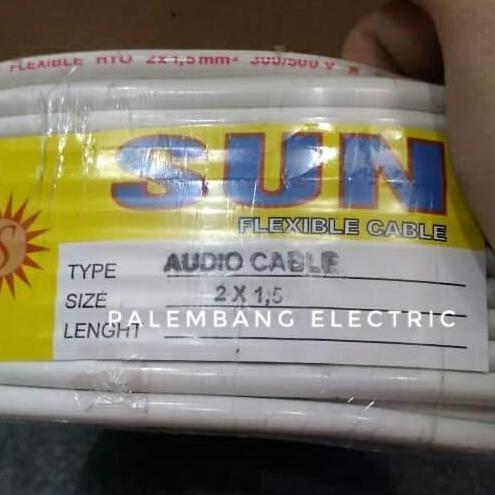 FLEXIBLE HYO 2x1,5mm² 300/500 V
SUN
FLEXIBLE CABLE
S
TYPE AUDIO CABLE
SIZE 2 X 1,5
PALEMBANG ELECTRIC
LENGHT